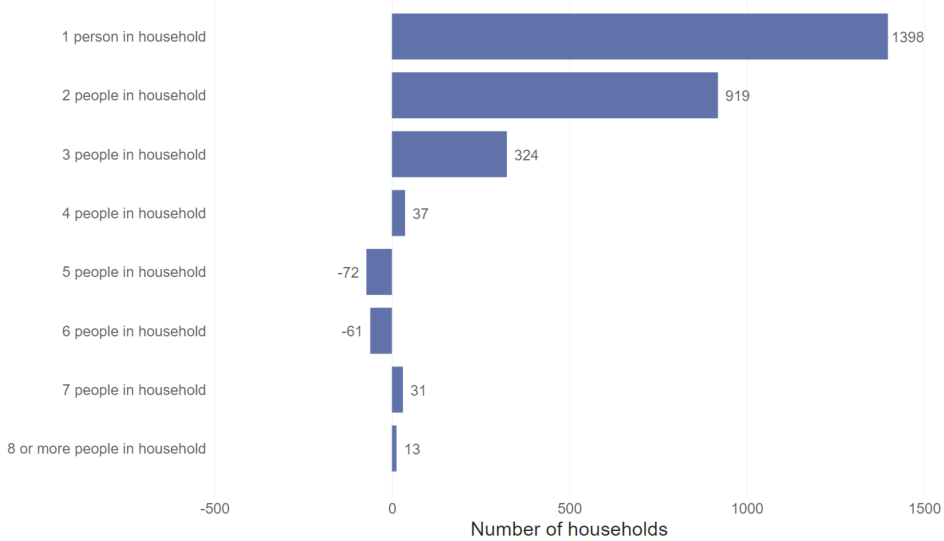 1 person in household 1398
2 people in household 919
3 people in household 324
4 people in household 37
5 people in household -72
6 people in household -61
7 people in household 31
8 or more people in household 13
-500 0 500 1000 1500
Number of households